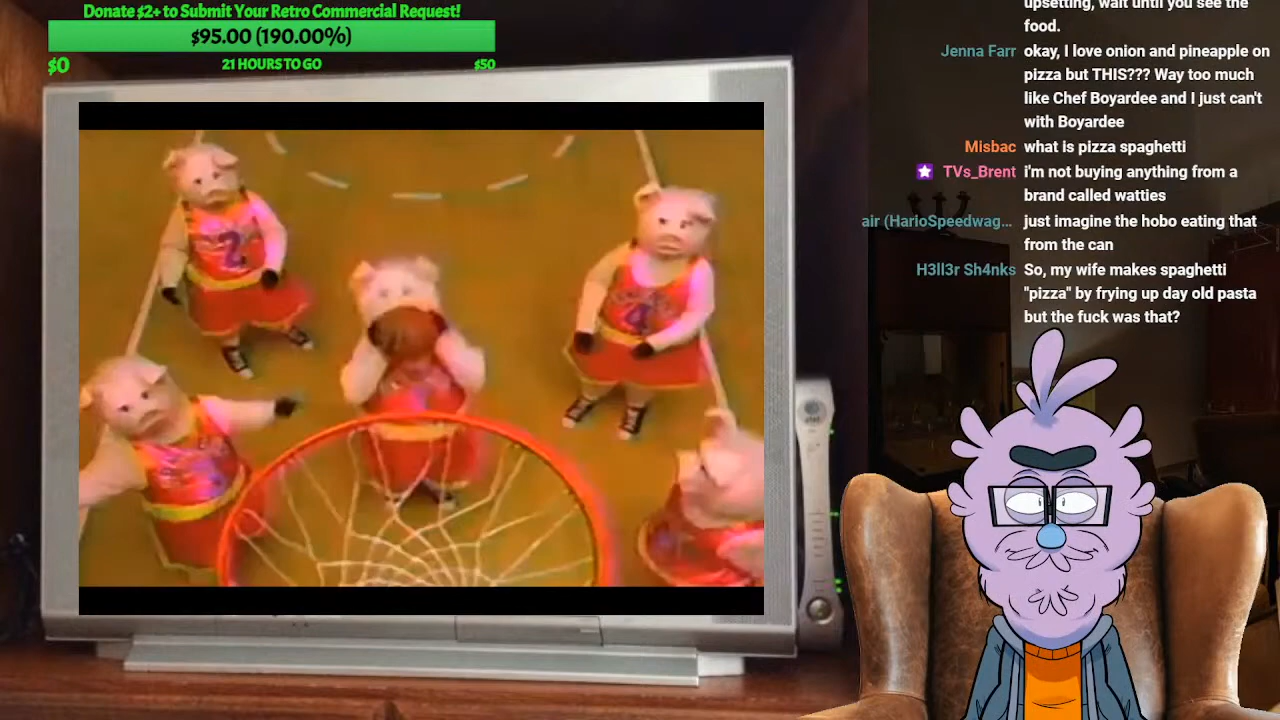 Donate $2+ to Submit Your Retro Commercial Request!
$95.00 (190.00%)
$0 21 HOURS TO GO $50
upsetting, wait until you see the
food.
Jenna Farr okay, I love onion and pineapple on
pizza but THIS??? Way too much
like Chef Boyardee and I just can't
with Boyardee
Misbac what is pizza spaghetti
TVs_Brent i'm not buying anything from a
brand called watties
air (HarioSpeedwag... just imagine the hobo eating that
from the can
H3ll3r Sh4nks So, my wife makes spaghetti
"pizza" by frying up day old pasta
but the fuck was that?
2
4